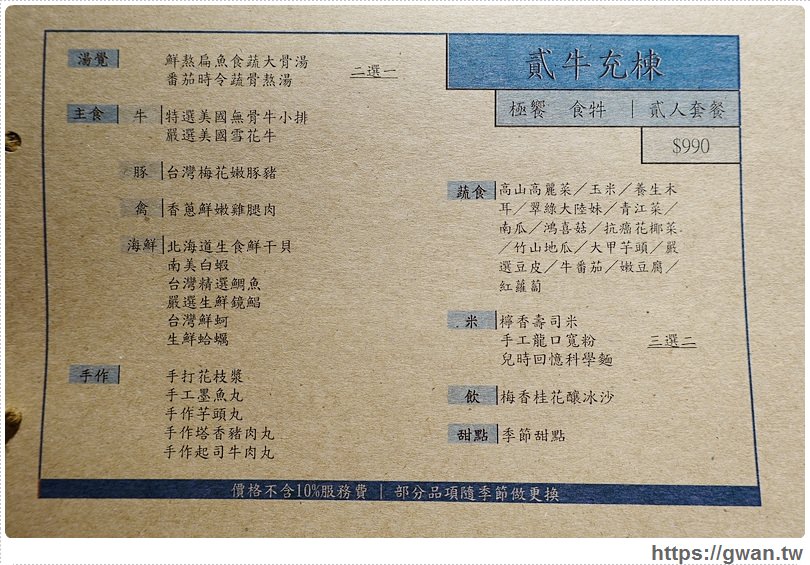 湯覺 鮮熬扁魚食蔬大骨湯
番茄時令蔬骨熬湯 二選一
主食 牛 特選美國無骨牛小排
嚴選美國雪花牛
豚 台灣梅花嫩豚豬
禽 香蔥鮮嫩雞腿肉
海鮮 北海道生食鮮干貝
南美白蝦
台灣精選鯛魚
嚴選生鮮鏡鯧
台灣鮮蚵
生鮮蛤蠣
手作 手打花枝漿
手工墨魚丸
手作芋頭丸
手作塔香豬肉丸
手作起司牛肉丸
貳牛充棟
極饗 食牪 | 貳人套餐
$990
蔬食 高山高麗菜/玉米/養生木
耳/翠綠大陸妹/青江菜/
南瓜/鴻喜菇/抗癌花椰菜
/竹山地瓜/大甲芋頭/嚴
選豆皮/牛番茄/嫩豆腐/
紅蘿蔔
米 檸香壽司米
手工龍口寬粉 三選二
兒時回憶科學麵
飲 梅香桂花釀冰沙
甜點 季節甜點
價格不含10%服務費 | 部分品項隨季節做更換
https://gwan.tw